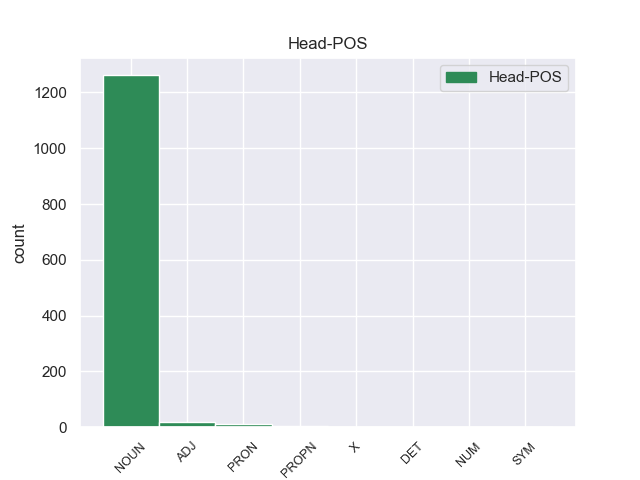 Head-POS
Head-POS
1200
1000
800
600
400
200
0
count
NOUN
ADJ
PRON
PROPN
X
DET
NUM
SYM